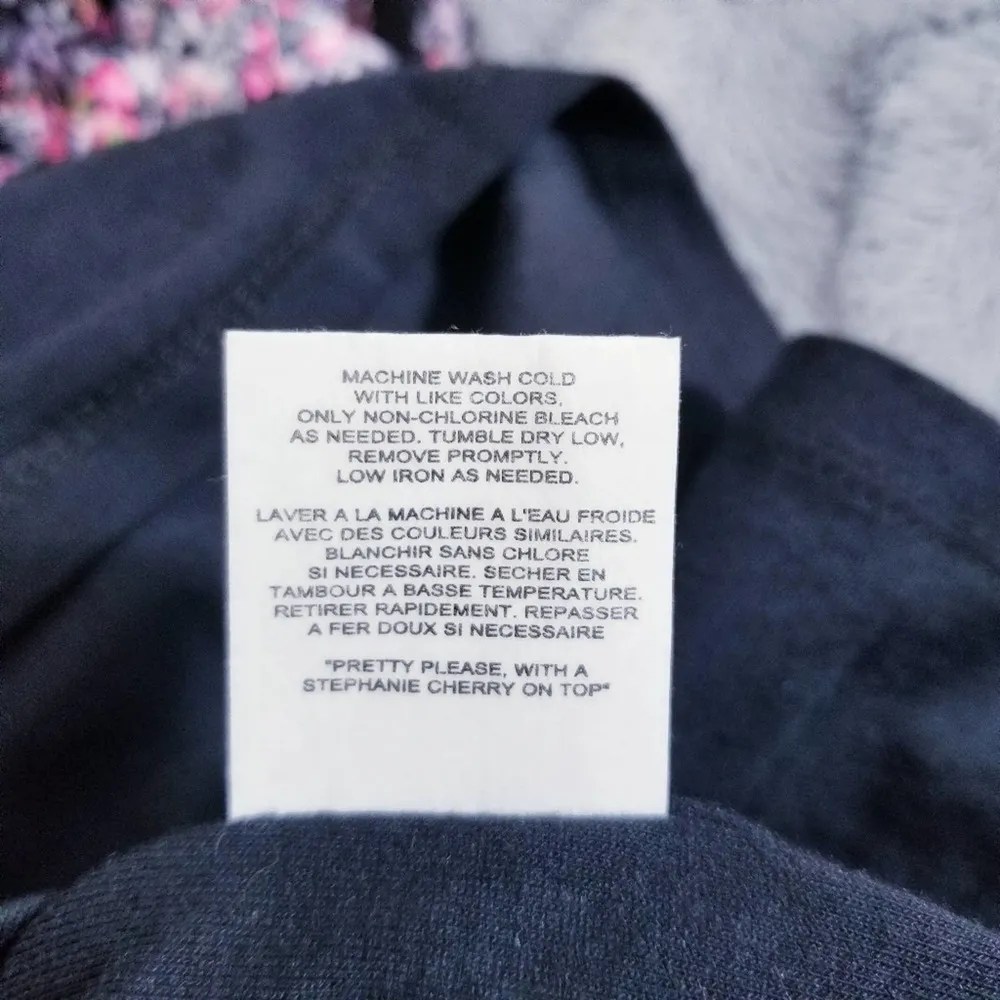 MACHINE WASH COLD
WITH LIKE COLORS,
ONLY NON-CHLORINE BLEACH
AS NEEDED. TUMBLE DRY LOW,
REMOVE PROMPTLY.
LOW IRON AS NEEDED.
LAVER A LA MACHINE A L'EAU FROIDE
AVEC DES COULEURS SIMILAIRES.
BLANCHIR SANS CHLORE
SI NECESSAIRE. SECHER EN
TAMBOUR A BASSE TEMPERATURE.
RETIRER RAPIDEMENT. REPASSER
A FER DOUX SI NECESSAIRE
"PRETTY PLEASE, WITH A
STEPHANIE CHERRY ON TOP"